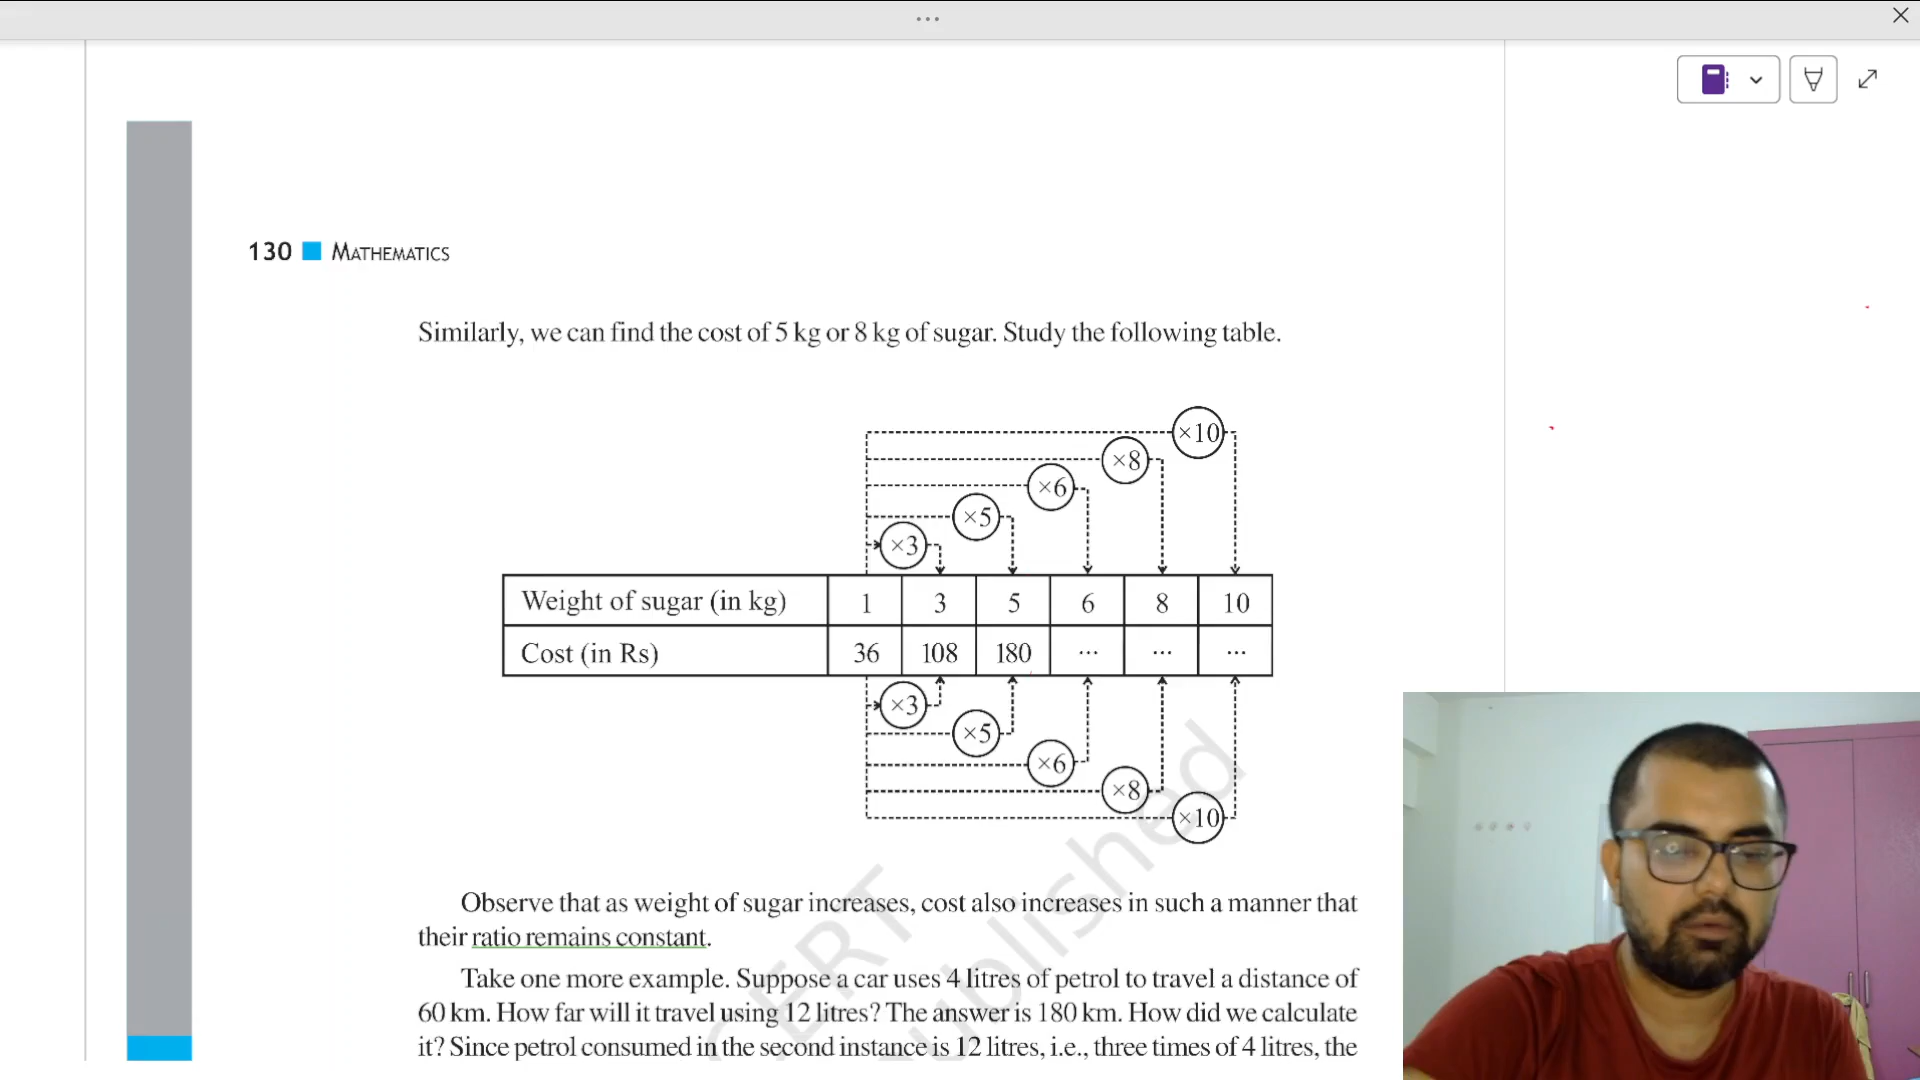 130 MATHEMATICS
Similarly, we can find the cost of 5 kg or 8 kg of sugar. Study the following table.
×10
×8
×6
×5
×3
Weight of sugar (in kg) 1 3 5 6 8 10
Cost (in Rs) 36 108 180 ... ... ...
×3
×5
×6
×8
×10
Observe that as weight of sugar increases, cost also increases in such a manner that
their ratio remains constant.
Take one more example. Suppose a car uses 4 litres of petrol to travel a distance of
60 km. How far will it travel using 12 litres? The answer is 180 km. How did we calculate
it? Since petrol consumed in the second instance is 12 litres, i.e., three times of 4 litres, the